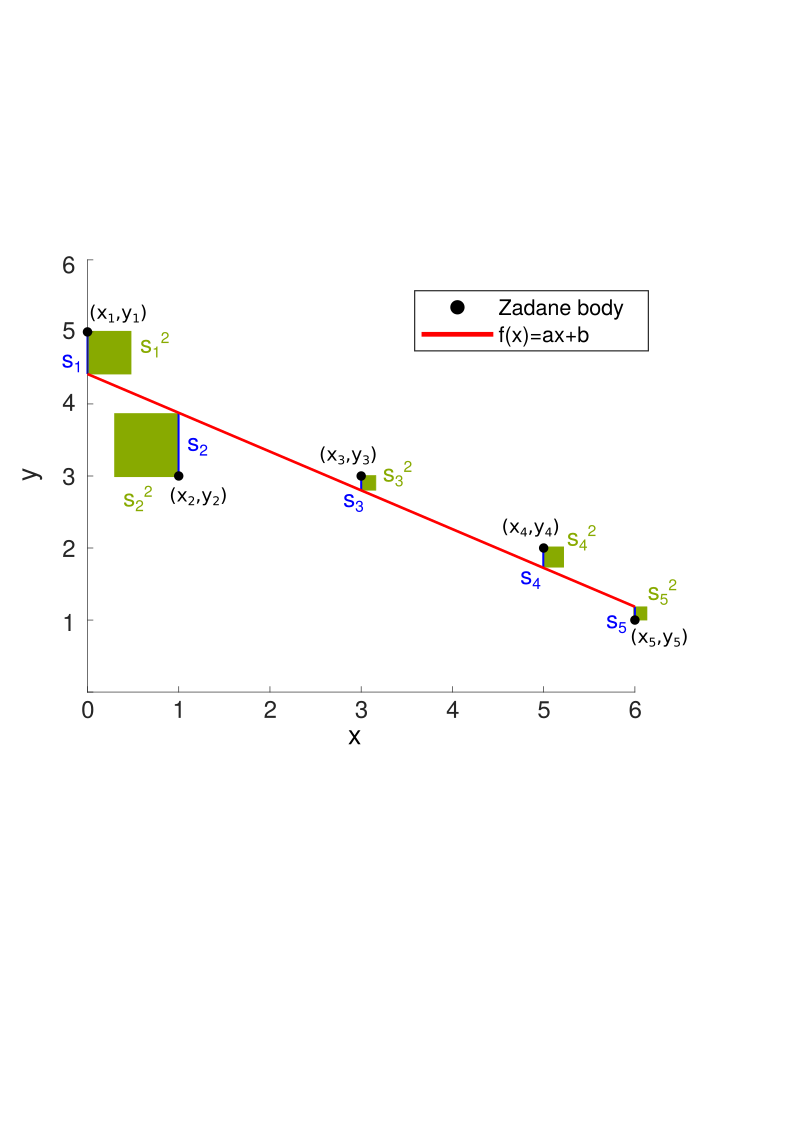 6
(x₁,y₁)
Zadane body
5
s₁²
f(x)=ax+b
s₁
4
s₂
(x₃,y₃)
3
s₃²
s₂²
(x₂,y₂)
s₃
y
(x₄,y₄)
s₄²
2
s₄
s₅²
1
s₅
(x₅,y₅)
0 1 2 3 4 5 6
x